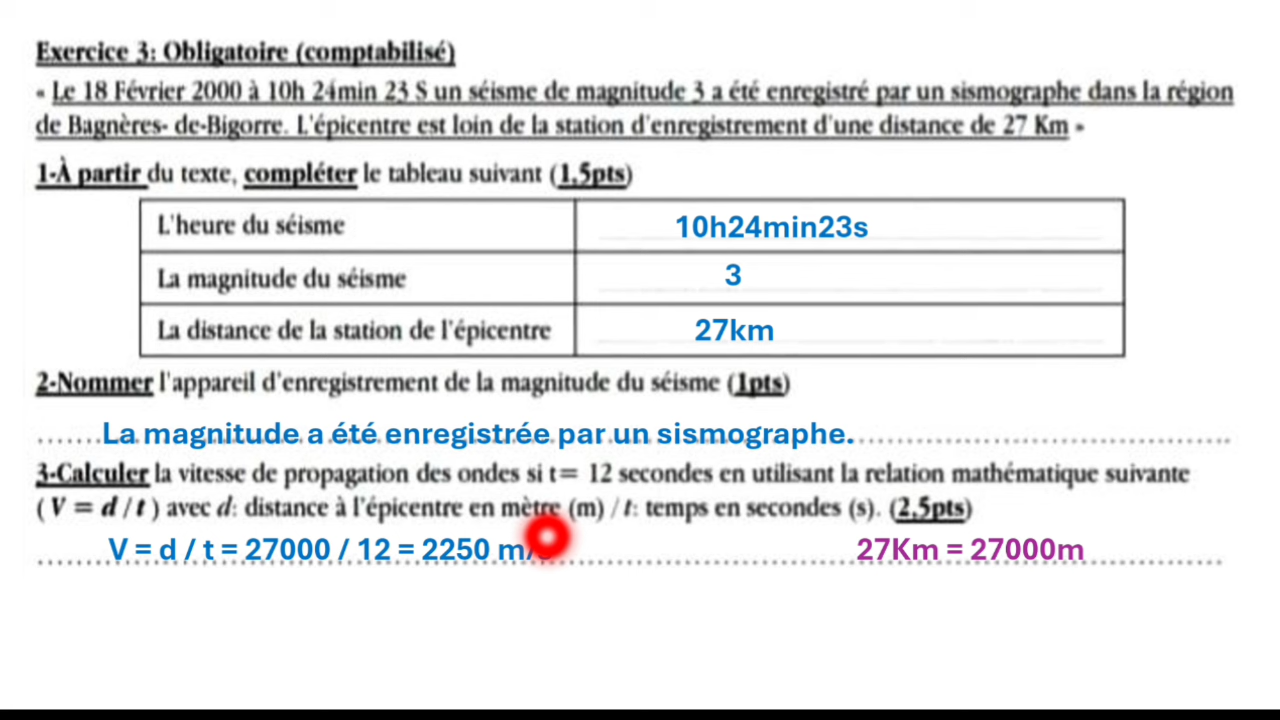 Exercice 3: Obligatoire (comptabilisé)
« Le 18 Février 2000 à 10h 24min 23 S un séisme de magnitude 3 a été enregistré par un sismographe dans la région
de Bagnères- de-Bigorre. L'épicentre est loin de la station d'enregistrement d'une distance de 27 Km »
1-À partir du texte, compléter le tableau suivant (1,5pts)
L'heure du séisme 10h24min23s
La magnitude du séisme 3
La distance de la station de l'épicentre 27km
2-Nommer l'appareil d'enregistrement de la magnitude du séisme (1pts)
La magnitude a été enregistrée par un sismographe.
3-Calculer la vitesse de propagation des ondes si t= 12 secondes en utilisant la relation mathématique suivante
( V = d / t ) avec d: distance à l'épicentre en mètre (m) / t: temps en secondes (s). (2,5pts)
V = d / t = 27000 / 12 = 2250 m/s 27Km = 27000m